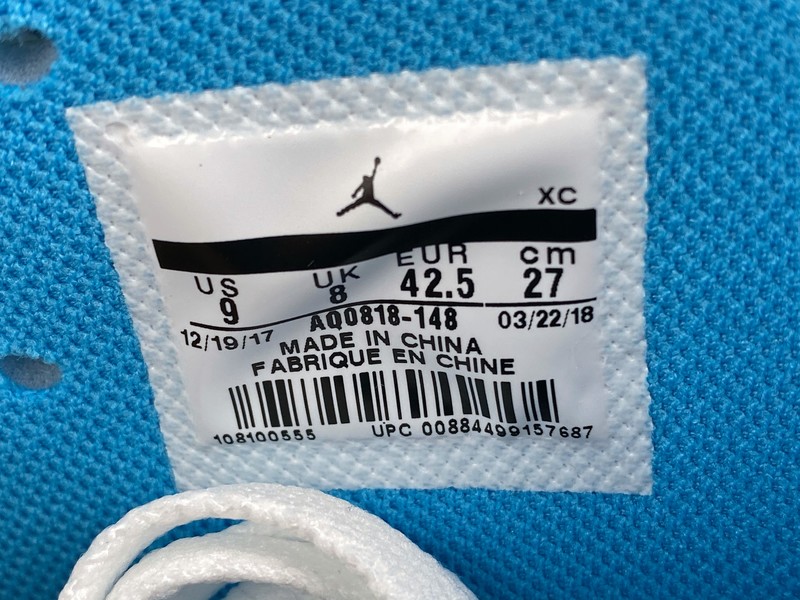 XC
US UK EUR cm
9 8 42.5 27
12/19/17 AQ0818-148 03/22/18
MADE IN CHINA
FABRIQUE EN CHINE
108100555 UPC 00884499157687